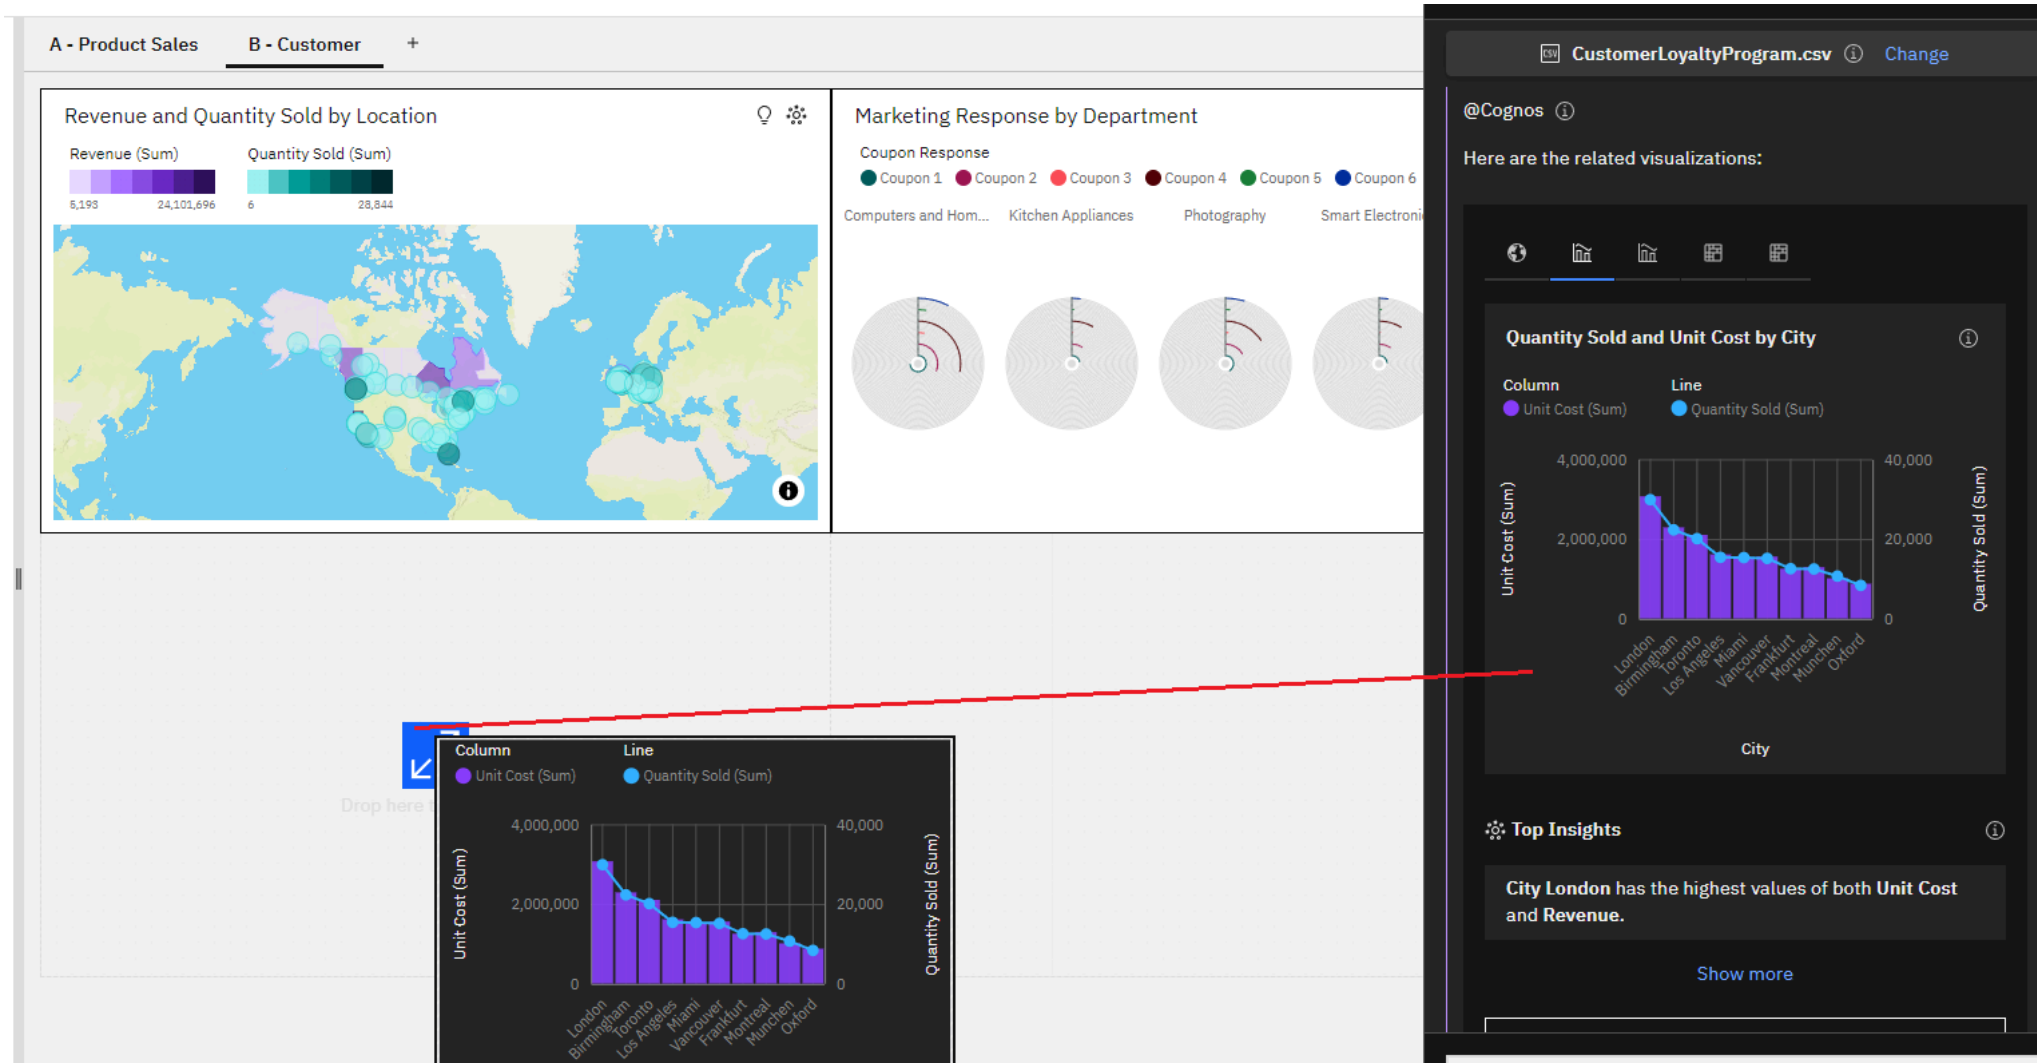 A - Product Sales B - Customer +
Revenue and Quantity Sold by Location
Revenue (Sum) Quantity Sold (Sum)
5,193 24,101,696 6 28,844
Marketing Response by Department
Coupon Response
Coupon 1 Coupon 2 Coupon 3 Coupon 4 Coupon 5 Coupon 6
Computers and Hom... Kitchen Appliances Photography Smart Electroni
Drop here t
Column Line
Unit Cost (Sum) Quantity Sold (Sum)
4,000,000 40,000
2,000,000 20,000
0 0
Unit Cost (Sum)
Quantity Sold (Sum)
London Birmingham Toronto Los Angeles Miami Vancouver Frankfurt Montreal Munchen Oxford
CSV CustomerLoyaltyProgram.csv Change
@Cognos
Here are the related visualizations:
Quantity Sold and Unit Cost by City
Column Line
Unit Cost (Sum) Quantity Sold (Sum)
4,000,000 40,000
2,000,000 20,000
0 0
Unit Cost (Sum)
Quantity Sold (Sum)
London Birmingham Toronto Los Angeles Miami Vancouver Frankfurt Montreal Munchen Oxford
City
Top Insights
City London has the highest values of both Unit Cost
and Revenue.
Show more